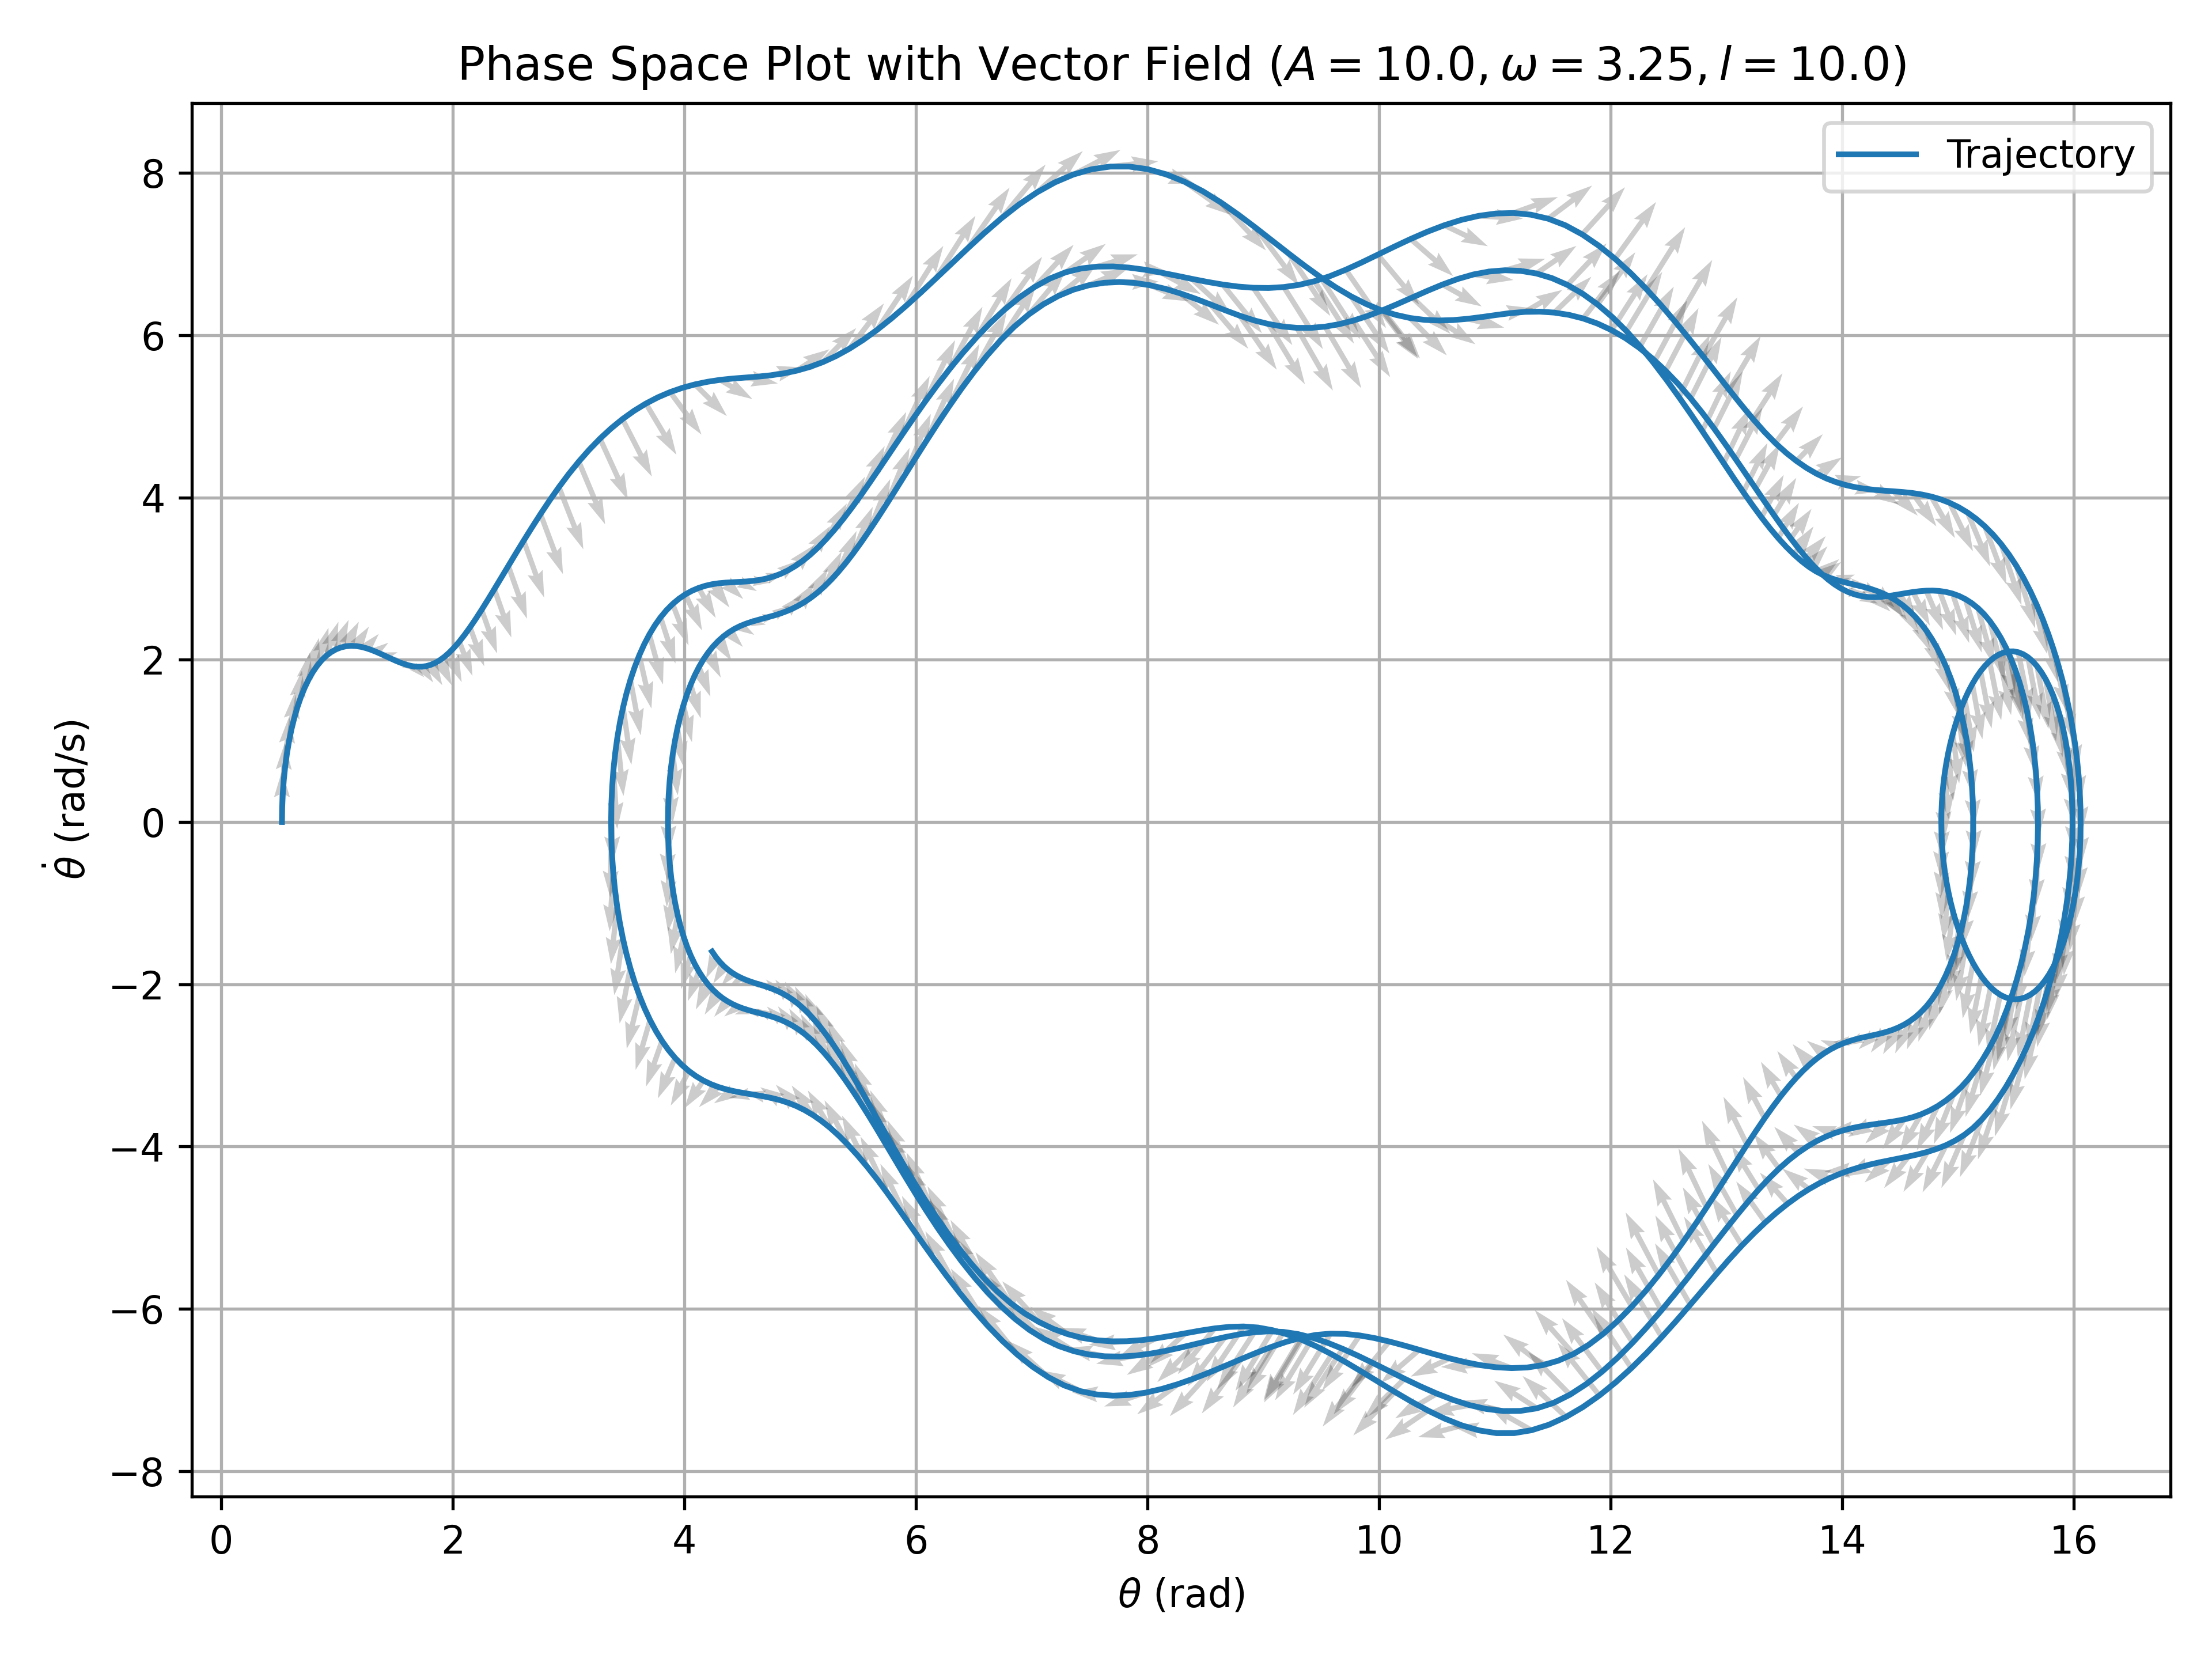 Phase Space Plot with Vector Field (A = 10.0, ω = 3.25, l = 10.0)
Trajectory
8
6
4
2
0
−2
−4
−6
−8
θ̇ (rad/s)
0 2 4 6 8 10 12 14 16
θ (rad)